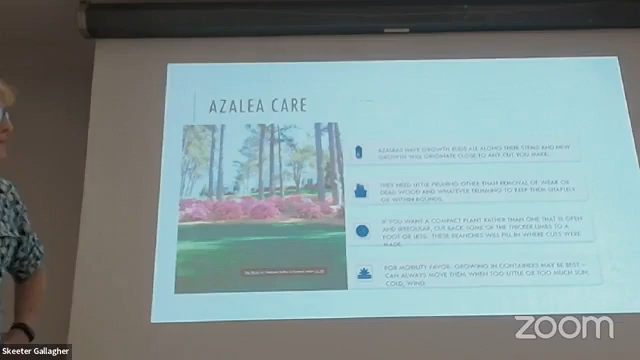 AZALEA CARE
AZALEAS HAVE GROWTH BUDS ALL ALONG THEIR STEMS AND NEW
GROWTH WILL ORIGINATE CLOSE TO ANY CUT YOU MAKE.
THEY NEED LITTLE PRUNING OTHER THAN REMOVAL OF WEAK OR
DEAD WOOD AND WHATEVER TRIMMING TO KEEP THEM SHAPELY
OR WITHIN BOUNDS.
IF YOU WANT A COMPACT PLANT RATHER THAN ONE THAT IS OPEN
AND IRREGULAR, CUT BACK SOME OF THE THICKER LIMBS TO A
FOOT OR LESS. THESE BRANCHES WILL FILL IN WHERE CUTS WERE
MADE.
FOR MOBILITY FAVOR, GROWING IN CONTAINERS MAY BE BEST –
CAN ALWAYS MOVE THEM WHEN TOO LITTLE OR TOO MUCH SUN,
COLD, WIND.
zoom
Skeeter Gallagher